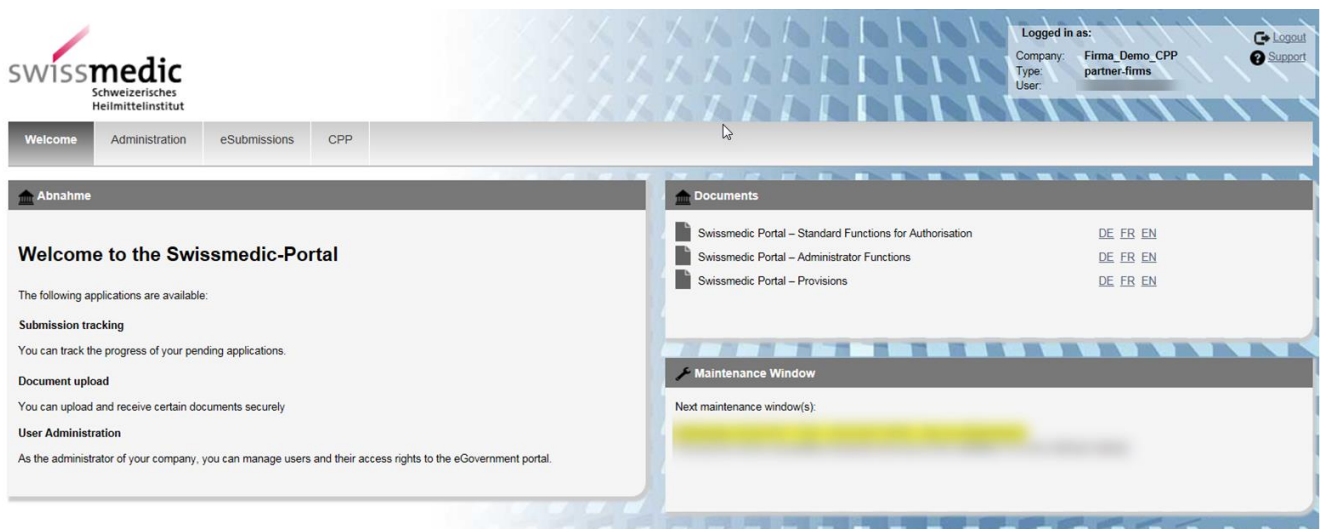 swissmedic
Schweizerisches
Heilmittelinstitut
Logged in as:
Company: Firma_Demo_CPP
Type: partner-firms
User:
Logout
Support
Welcome Administration eSubmissions CPP
Abnahme
Welcome to the Swissmedic-Portal
The following applications are available:
Submission tracking
You can track the progress of your pending applications.
Document upload
You can upload and receive certain documents securely
User Administration
As the administrator of your company, you can manage users and their access rights to the eGovernment portal.
Documents
Swissmedic Portal – Standard Functions for Authorisation DE FR EN
Swissmedic Portal – Administrator Functions DE FR EN
Swissmedic Portal – Provisions DE FR EN
Maintenance Window
Next maintenance window(s):